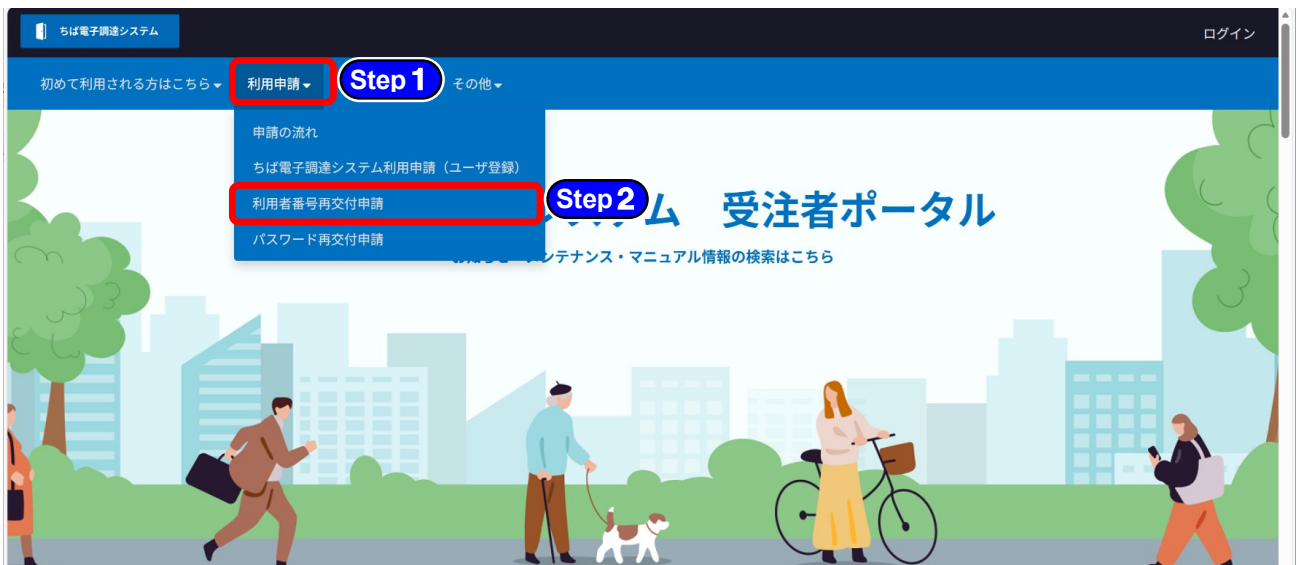 ちば電子調達システム
ログイン
初めて利用される方はこちら
利用申請
Step 1
その他
申請の流れ
ちば電子調達システム利用申請（ユーザ登録）
利用者番号再交付申請
Step 2
ステム 受注者ポータル
パスワード再交付申請
ンテナンス・マニュアル情報の検索はこちら